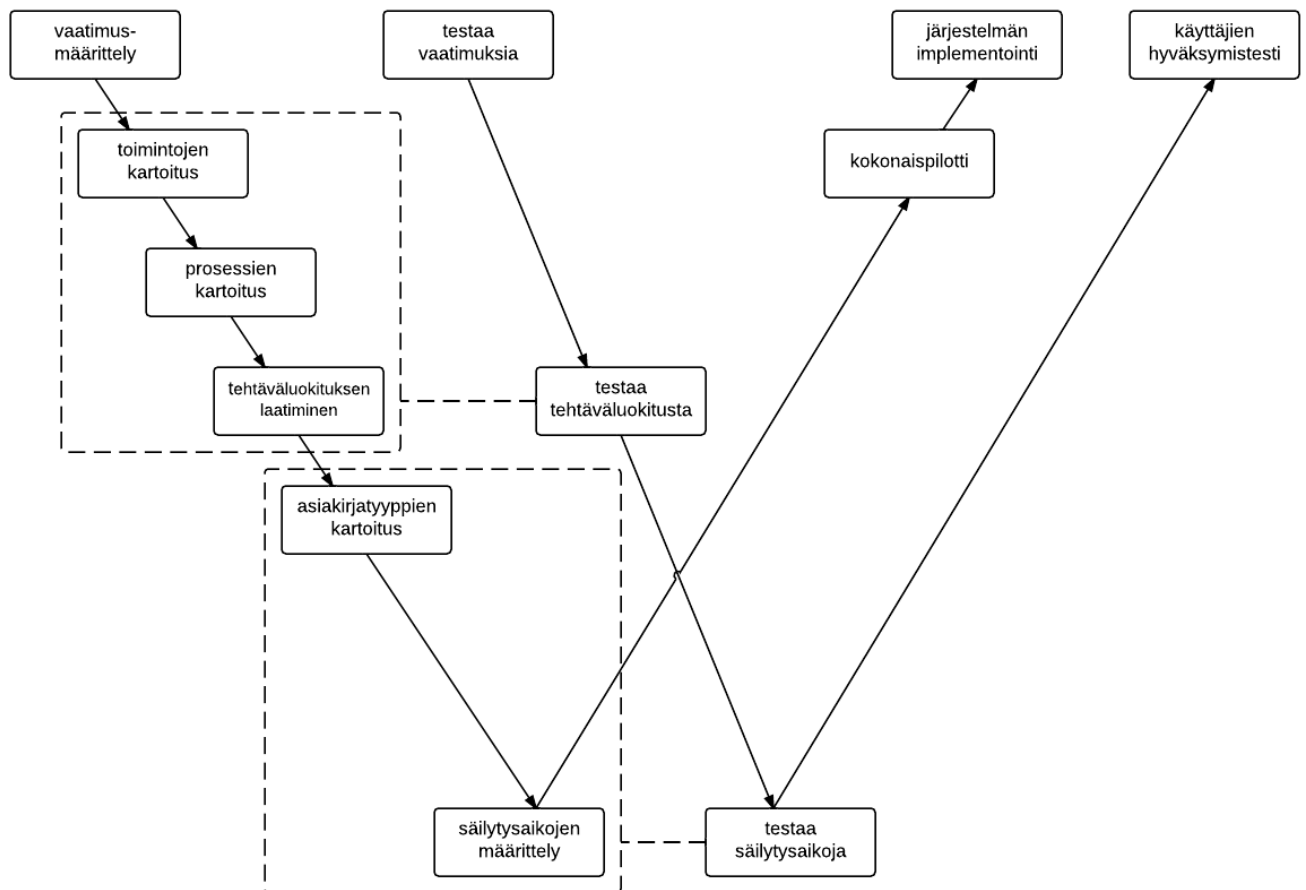 vaatimus-
määrittely
testaa
vaatimuksia
järjestelmän
implementointi
käyttäjien
hyväksymistesti
toimintojen
kartoitus
kokonaispilotti
prosessien
kartoitus
tehtäväluokituksen
laatiminen
testaa
tehtäväluokitusta
asiakirjatyyppien
kartoitus
säilytysaikojen
määrittely
testaa
säilytysaikoja